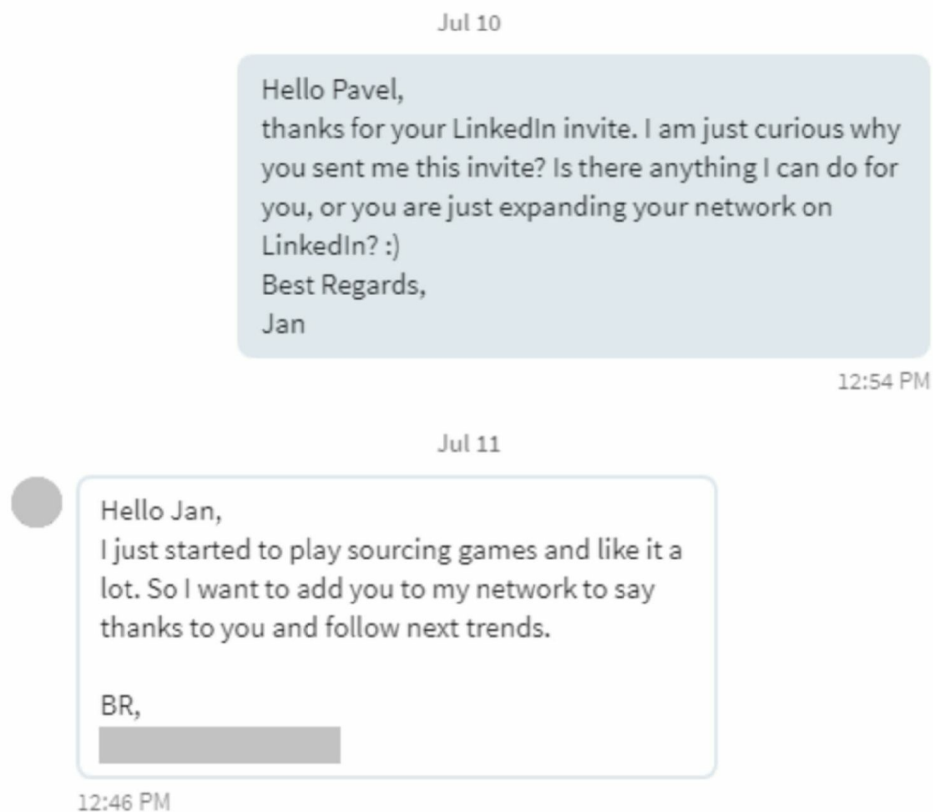 Jul 10
Hello Pavel,
thanks for your LinkedIn invite. I am just curious why
you sent me this invite? Is there anything I can do for
you, or you are just expanding your network on
LinkedIn? :)
Best Regards,
Jan
12:54 PM
Jul 11
Hello Jan,
I just started to play sourcing games and like it a
lot. So I want to add you to my network to say
thanks to you and follow next trends.
BR,
12:46 PM